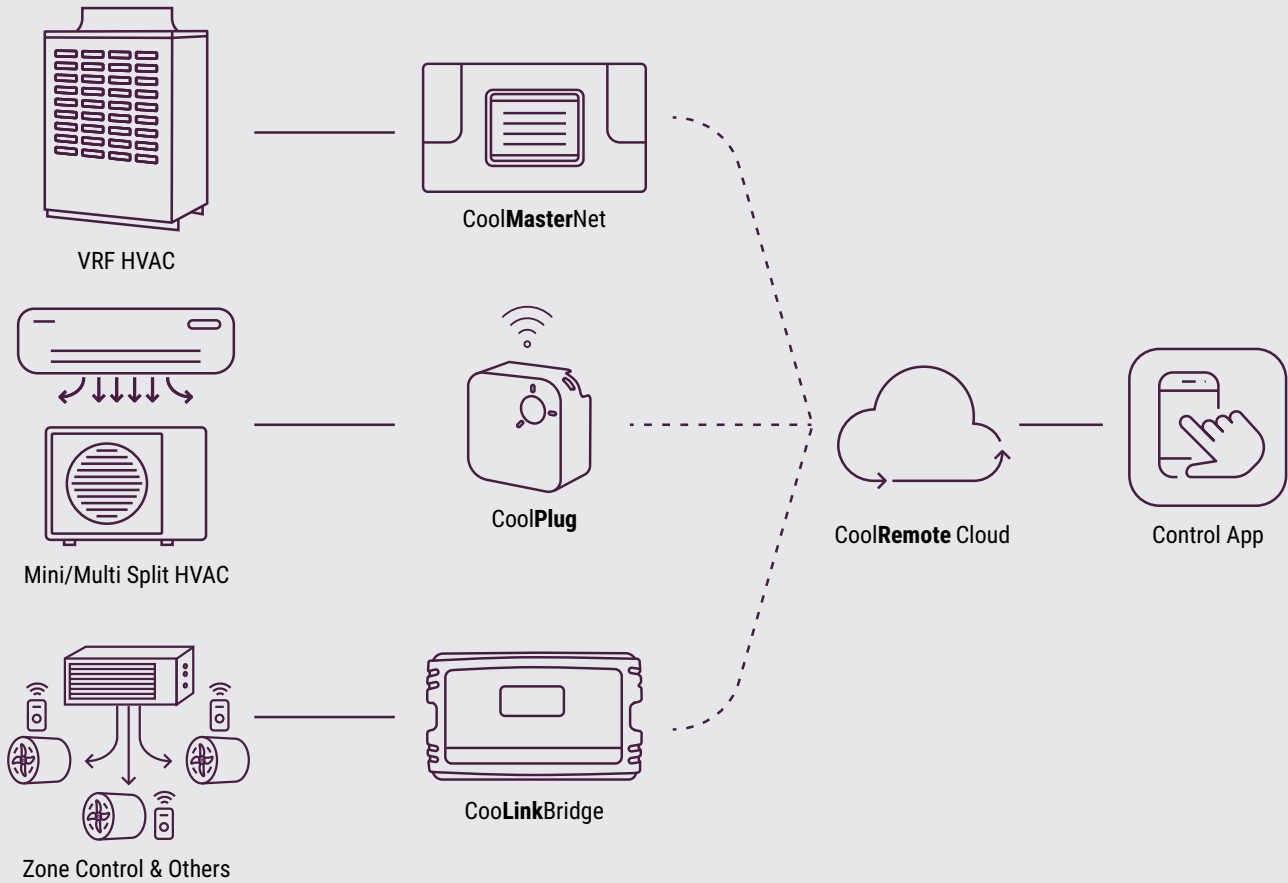 VRF HVAC
CoolMasterNet
Mini/Multi Split HVAC
CoolPlug
CoolRemote Cloud
Control App
Zone Control & Others
CooLinkBridge